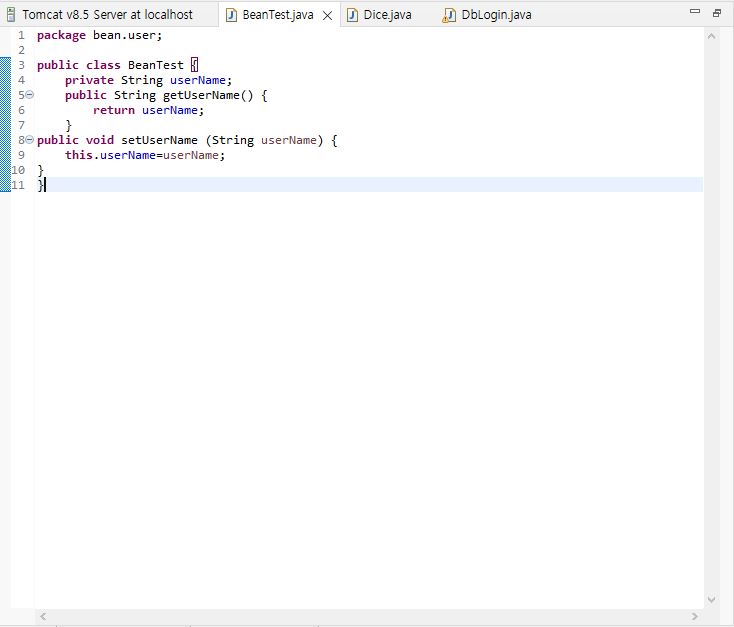 Tomcat v8.5 Server at localhost
BeanTest.java
Dice.java
DbLogin.java
1 package bean.user;
2
3 public class BeanTest {
4     private String userName;
5     public String getUserName() {
6         return userName;
7     }
8 public void setUserName (String userName) {
9     this.userName=userName;
10 }
11 }